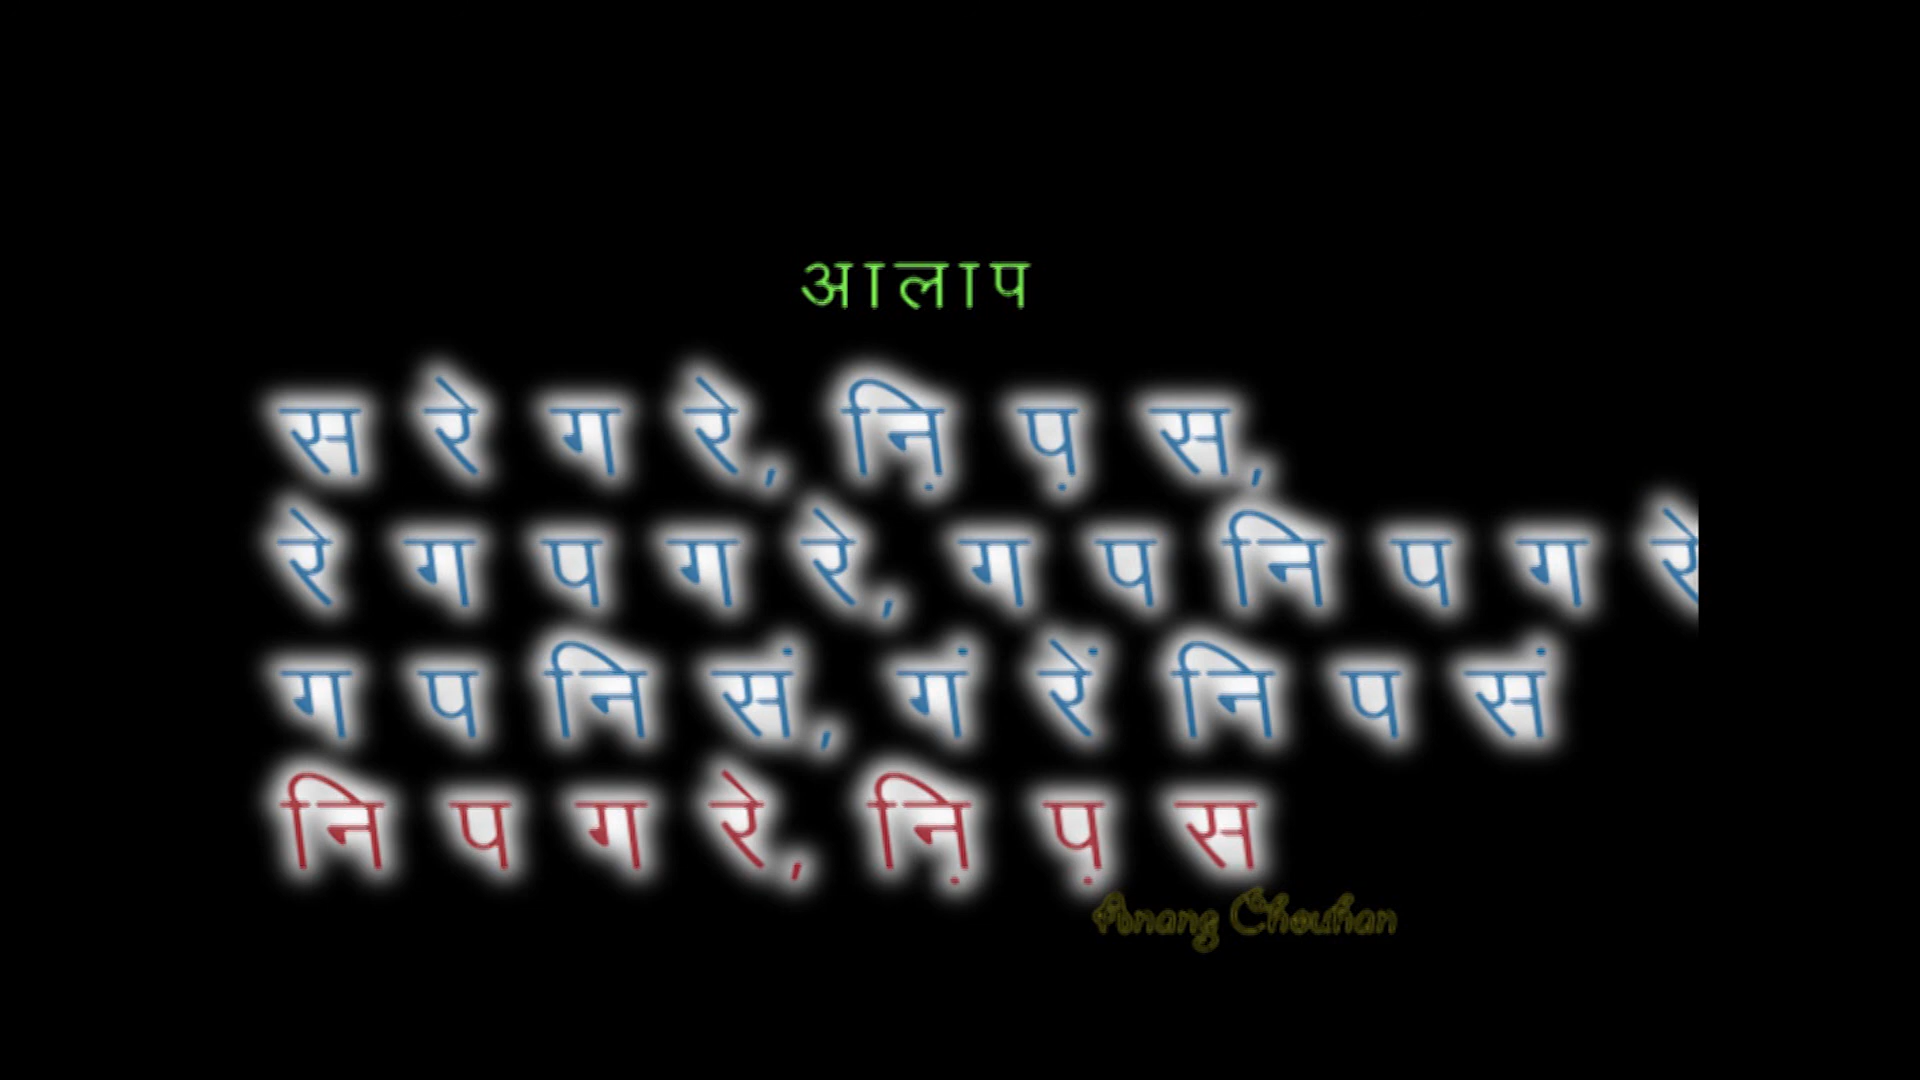 आलाप
स रे ग रे, नि़ प़ स,
रे ग प ग रे, ग प नि प ग रे
ग प नि सं, गं रें नि प सं
नि प ग रे, नि़ प़ स
Anang Chouhan